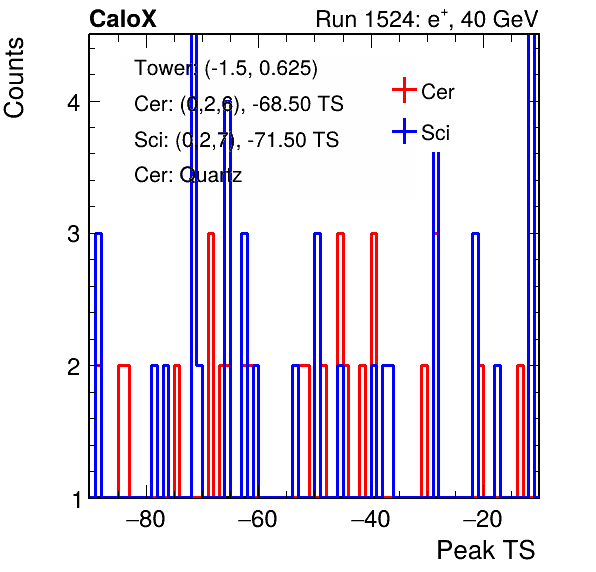 CaloX Run 1524: e⁺, 40 GeV
Counts
Tower: (-1.5, 0.625)
Cer: (0,2,6), -68.50 TS
Sci: (0,2,7), -71.50 TS
Cer: Quartz
Cer
Sci
4
3
2
1
−80 −60 −40 −20
Peak TS